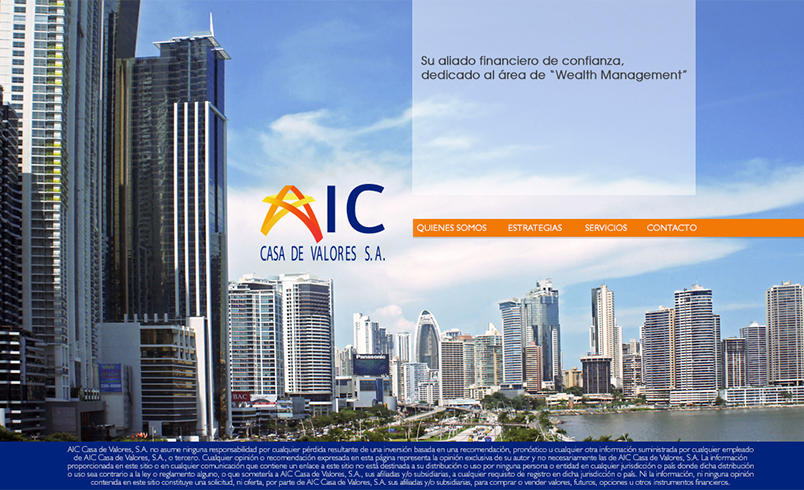 Su aliado financiero de confianza,
dedicado al área de "Wealth Management"
AIC
CASA DE VALORES S.A.
QUIENES SOMOS ESTRATEGIAS SERVICIOS CONTACTO
Panasonic
BAC
AIC Casa de Valores, S.A. no asume ninguna responsabilidad por cualquier pérdida resultante de una inversión basada en una recomendación, pronóstico u cualquier otra información suministrada por cualquier empleado
de AIC Casa de Valores, S.A., o tercero. Cualquier opinión o recomendación expresada en esta página representa la opinión exclusiva de su autor y no necesariamente las de AIC Casa de Valores, S.A. La información
proporcionada en este sitio o en cualquier comunicación que contiene un enlace a este sitio no está destinada a su distribución o uso por ninguna persona o entidad en cualquier jurisdicción o país donde dicha distribución
o uso sea contrario a la ley o reglamento alguno, o que sometería a AIC Casa de Valores, S.A., sus afiliadas y/o subsidiarias, a cualquier requisito de registro en dicha jurisdicción o país. Ni la información, ni ninguna opinión
contenida en este sitio constituye una solicitud, ni oferta, por parte de AIC Casa de Valores, S.A. sus afiliadas y/o subsidiarias, para comprar o vender valores, futuros, opciones u otros instrumentos financieros.